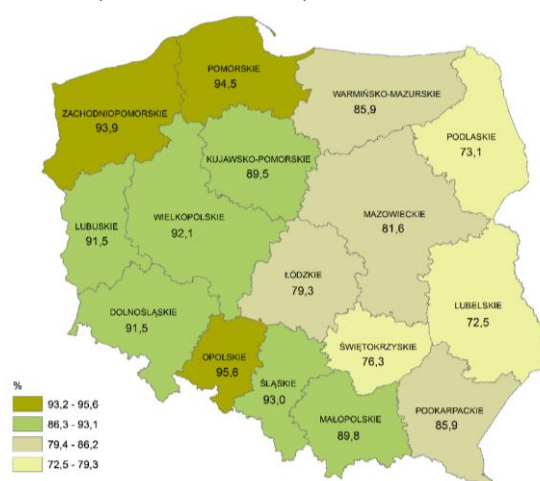 POMORSKIE
94,5
ZACHODNIOPOMORSKIE
93,9
WARMIŃSKO-MAZURSKIE
85,9
PODLASKIE
73,1
KUJAWSKO-POMORSKIE
89,5
MAZOWIECKIE
81,6
WIELKOPOLSKIE
92,1
LUBUSKIE
91,5
ŁÓDZKIE
79,3
LUBELSKIE
72,5
DOLNOŚLĄSKIE
91,5
OPOLSKIE
95,6
ŚLĄSKIE
93,0
ŚWIĘTOKRZYSKIE
76,3
MAŁOPOLSKIE
89,8
PODKARPACKIE
85,9
%
93,2 - 95,6
86,3 - 93,1
79,4 - 86,2
72,5 - 79,3